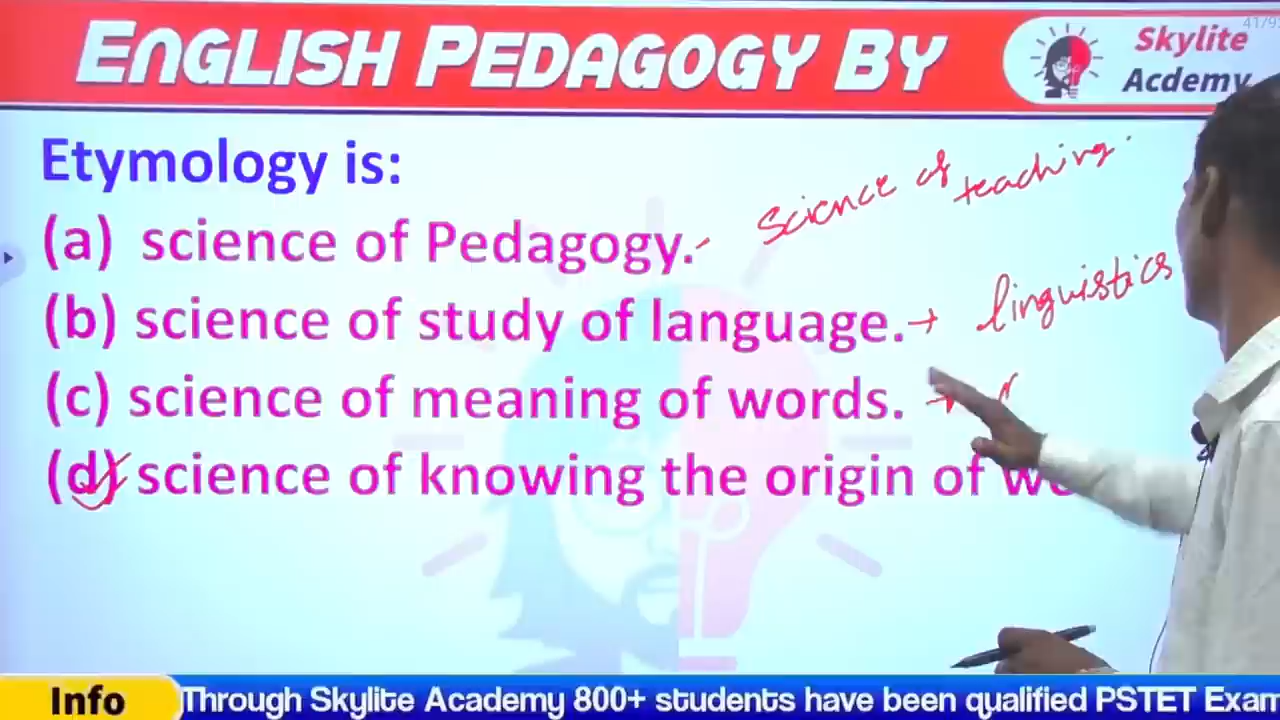 41/9
ENGLISH PEDAGOGY BY
Skylite
Acdemy
Etymology is:
(a) science of Pedagogy.- Science of teaching.
(b) science of study of language.→ linguistics
(c) science of meaning of words. →
(d) science of knowing the origin of
Info
Through Skylite Academy 800+ students have been qualified PSTET Exam